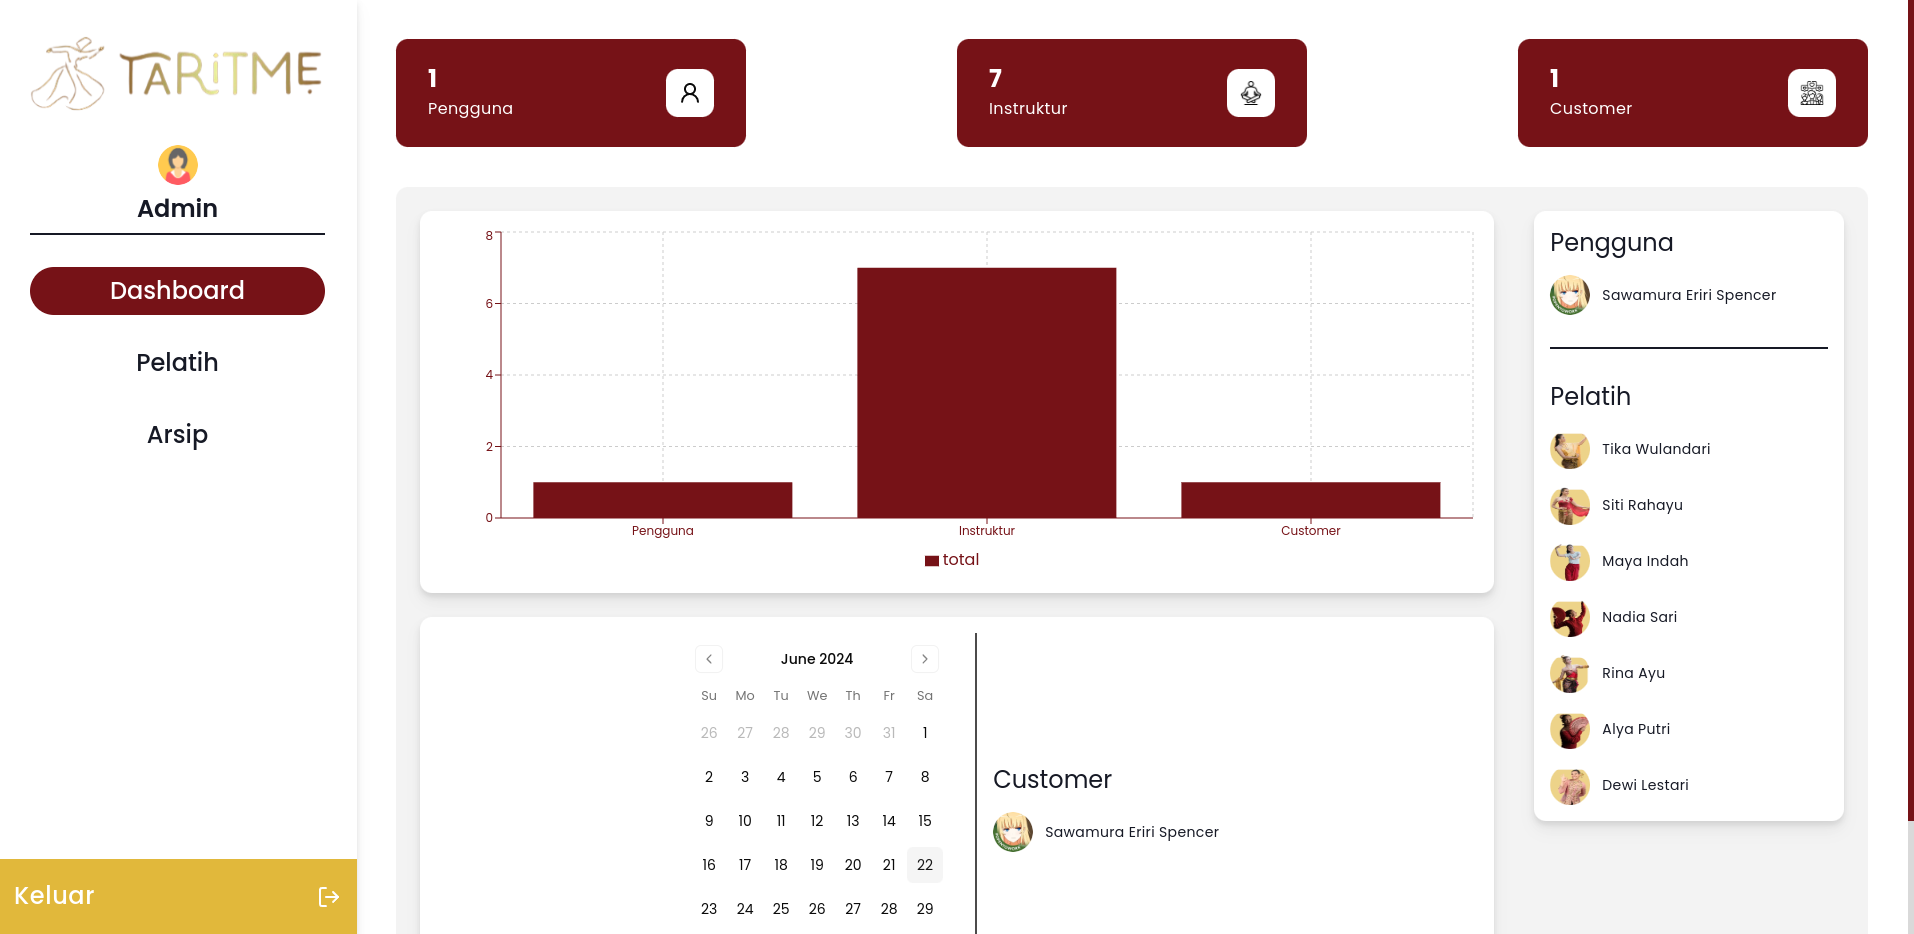 TARITME
Admin
Dashboard
Pelatih
Arsip
Keluar
1
Pengguna
7
Instruktur
1
Customer
8
6
4
2
0
Pengguna Instruktur Customer
total
June 2024
Su Mo Tu We Th Fr Sa
26 27 28 29 30 31 1
2 3 4 5 6 7 8
9 10 11 12 13 14 15
16 17 18 19 20 21 22
23 24 25 26 27 28 29
Customer
Sawamura Eriri Spencer
Pengguna
Sawamura Eriri Spencer
Pelatih
Tika Wulandari
Siti Rahayu
Maya Indah
Nadia Sari
Rina Ayu
Alya Putri
Dewi Lestari